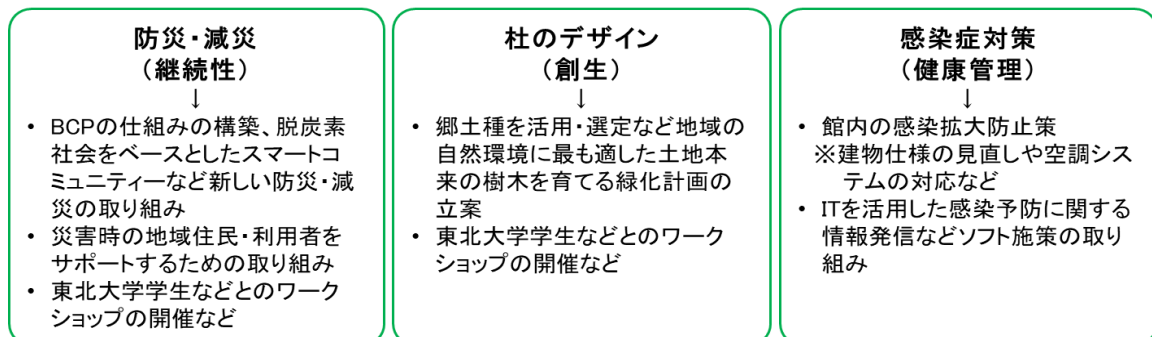 防災・減災
（継続性）
↓
• BCPの仕組みの構築、脱炭素
社会をベースとしたスマートコ
ミュニティーなど新しい防災・減
災の取り組み
• 災害時の地域住民・利用者を
サポートするための取り組み
• 東北大学学生などとのワーク
ショップの開催など
杜のデザイン
（創生）
↓
• 郷土種を活用・選定など地域の
自然環境に最も適した土地本
来の樹木を育てる緑化計画の
立案
• 東北大学学生などとのワーク
ショップの開催など
感染症対策
（健康管理）
↓
• 館内の感染拡大防止策
※建物仕様の見直しや空調シス
テムの対応など
• ITを活用した感染予防に関する
情報発信などソフト施策の取り
組み